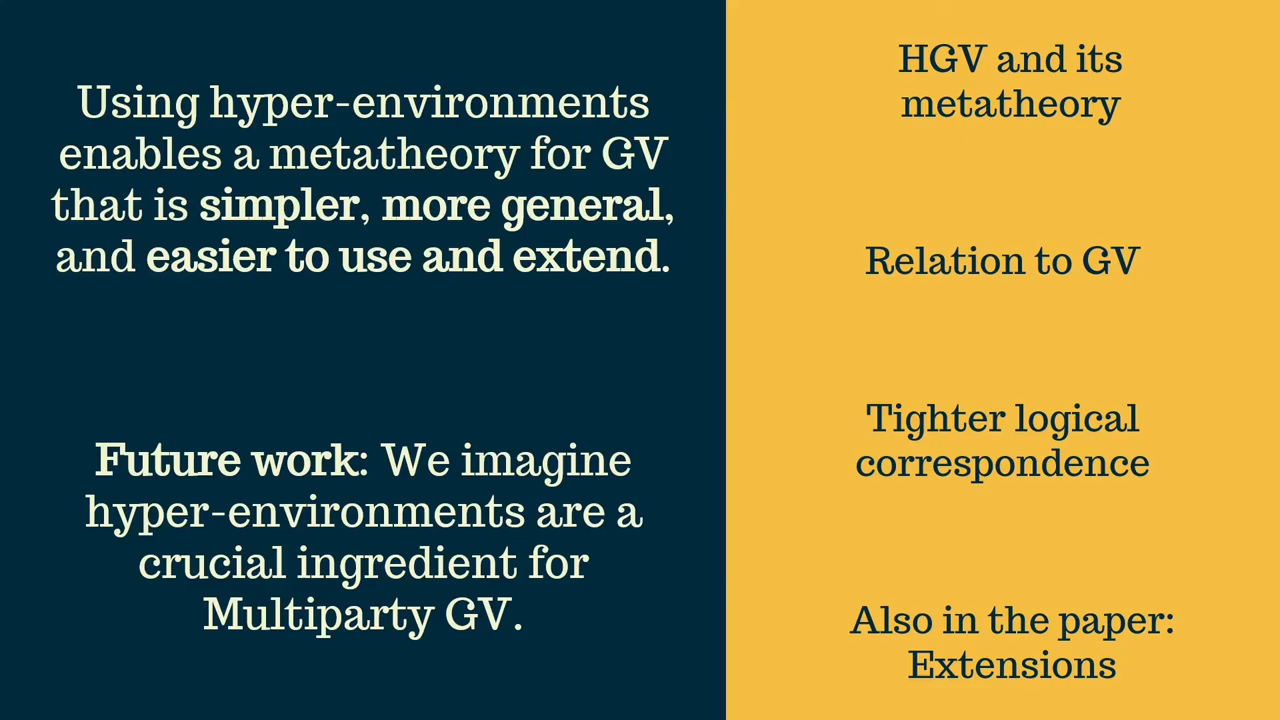 Using hyper-environments
enables a metatheory for GV
that is simpler, more general,
and easier to use and extend.
Future work: We imagine
hyper-environments are a
crucial ingredient for
Multiparty GV.
HGV and its
metatheory
Relation to GV
Tighter logical
correspondence
Also in the paper:
Extensions